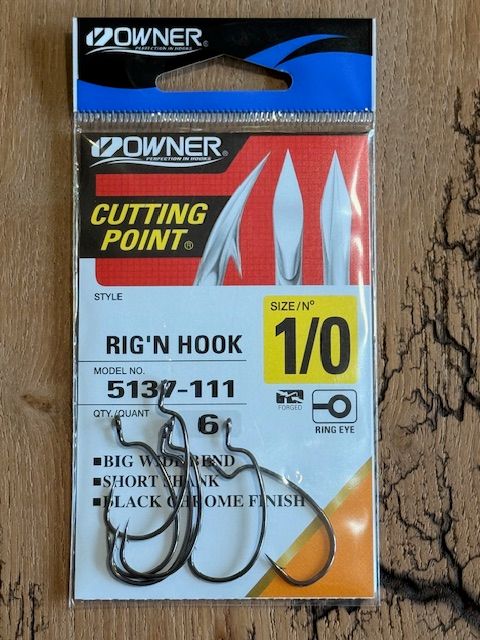 OWNER®
PERFECTION IN HOOKS
OWNER®
PERFECTION IN HOOKS
CUTTING
POINT®
STYLE
SIZE/Nº
1/0
RIG'N HOOK
MODEL NO.
5137-111
QTY./QUANT
6
FORGED
RING EYE
■BIG WIDE BEND
■SHORT SHANK
■BLACK CHROME FINISH